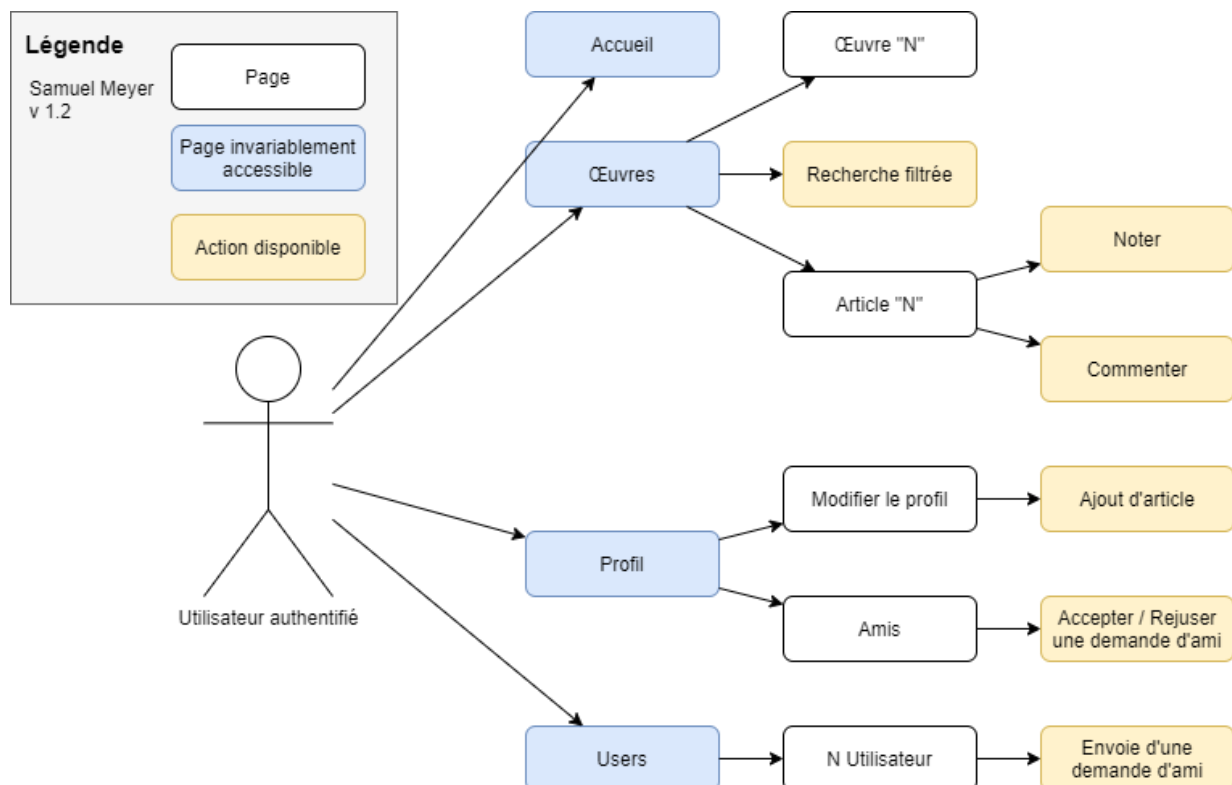 Légende
Samuel Meyer
v 1.2
Page
Page invariablement
accessible
Action disponible
Accueil
Œuvre "N"
Œuvres
Recherche filtrée
Noter
Article "N"
Commenter
Modifier le profil
Ajout d'article
Profil
Utilisateur authentifié
Amis
Accepter / Rejuser
une demande d'ami
Users
N Utilisateur
Envoie d'une
demande d'ami